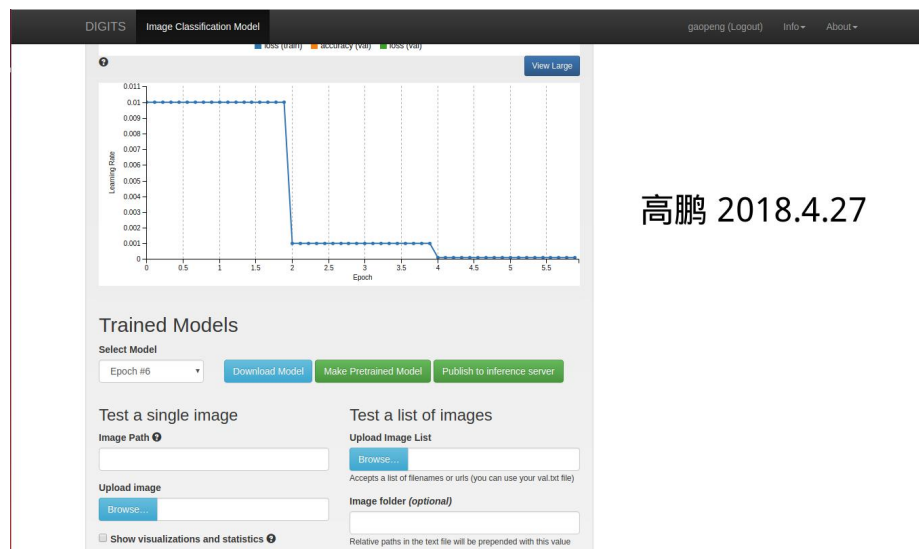 DIGITS Image Classification Model gaopeng (Logout) Info About
loss (train) accuracy (val) loss (val)
View Large
0.011
0.01
0.009
0.008
0.007
0.006
0.005
0.004
0.003
0.002
0.001
0
Learning Rate
0 0.5 1 1.5 2 2.5 3 3.5 4 4.5 5 5.5
Epoch
高鹏 2018.4.27
Trained Models
Select Model
Epoch #6 Download Model Make Pretrained Model Publish to inference server
Test a single image
Image Path
Upload image
Browse...
Show visualizations and statistics
Test a list of images
Upload Image List
Browse...
Accepts a list of filenames or urls (you can use your val.txt file)
Image folder (optional)
Relative paths in the text file will be prepended with this value